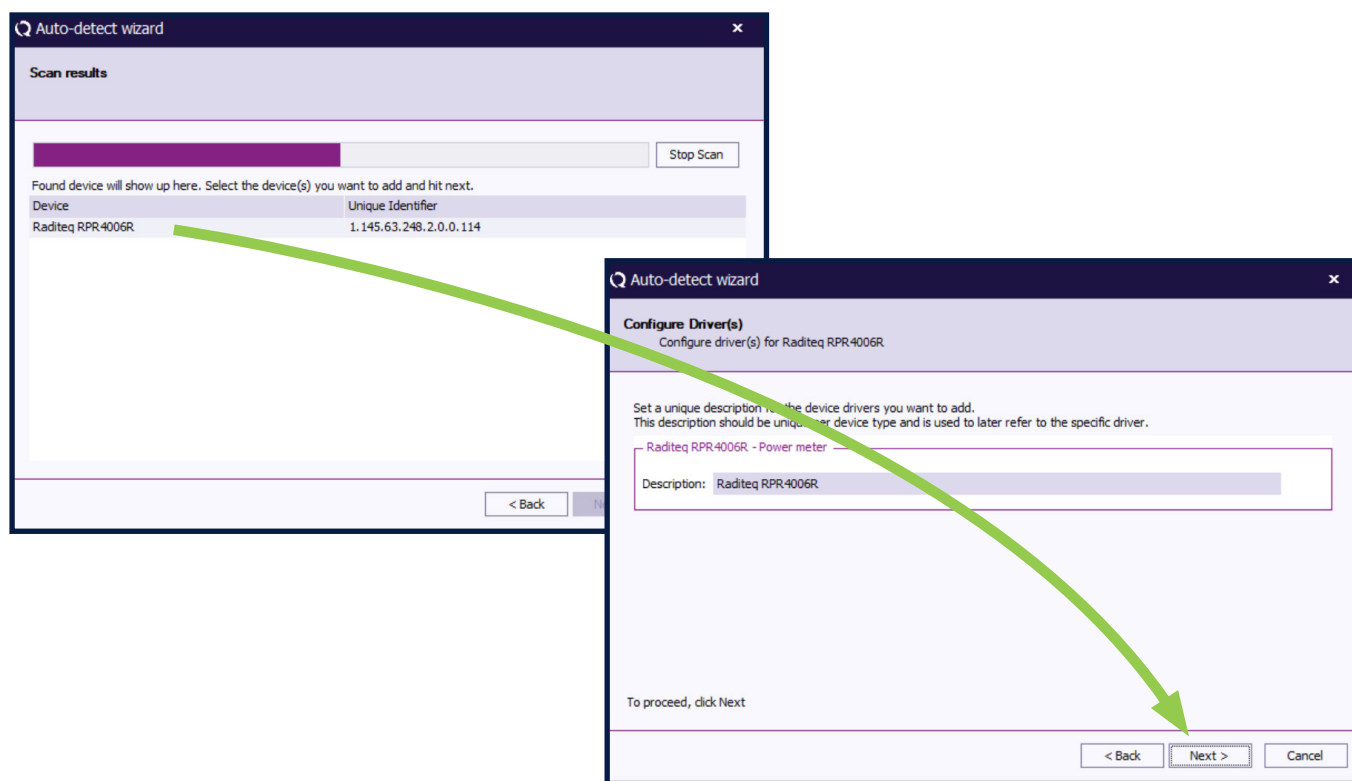 Auto-detect wizard
Scan results
Stop Scan
Found device will show up here. Select the device(s) you want to add and hit next.
Device Unique Identifier
Raditeq RPR4006R 1.145.63.248.2.0.0.114
< Back
Auto-detect wizard
Configure Driver(s)
Configure driver(s) for Raditeq RPR4006R
Set a unique description the device drivers you want to add.
This description should be device type and is used to later refer to the specific driver.
Raditeq RPR4006R - Power meter
Description: Raditeq RPR4006R
To proceed, click Next
< Back Next > Cancel